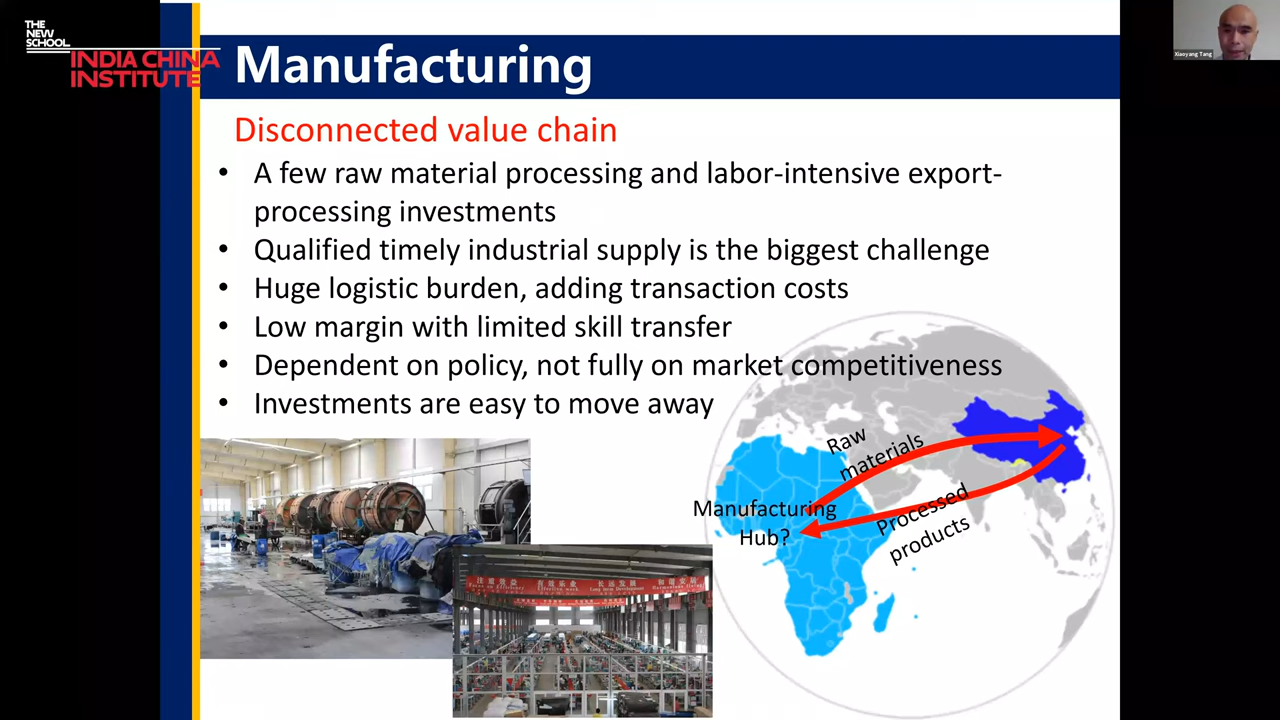 THE
NEW
SCHOOL
INDIA CHINA
INSTITUTE
Xiaoyang Tang
Manufacturing
Disconnected value chain
• A few raw material processing and labor-intensive export-
processing investments
• Qualified timely industrial supply is the biggest challenge
• Huge logistic burden, adding transaction costs
• Low margin with limited skill transfer
• Dependent on policy, not fully on market competitiveness
• Investments are easy to move away
Raw
materials
Manufacturing
Hub?
Processed
products